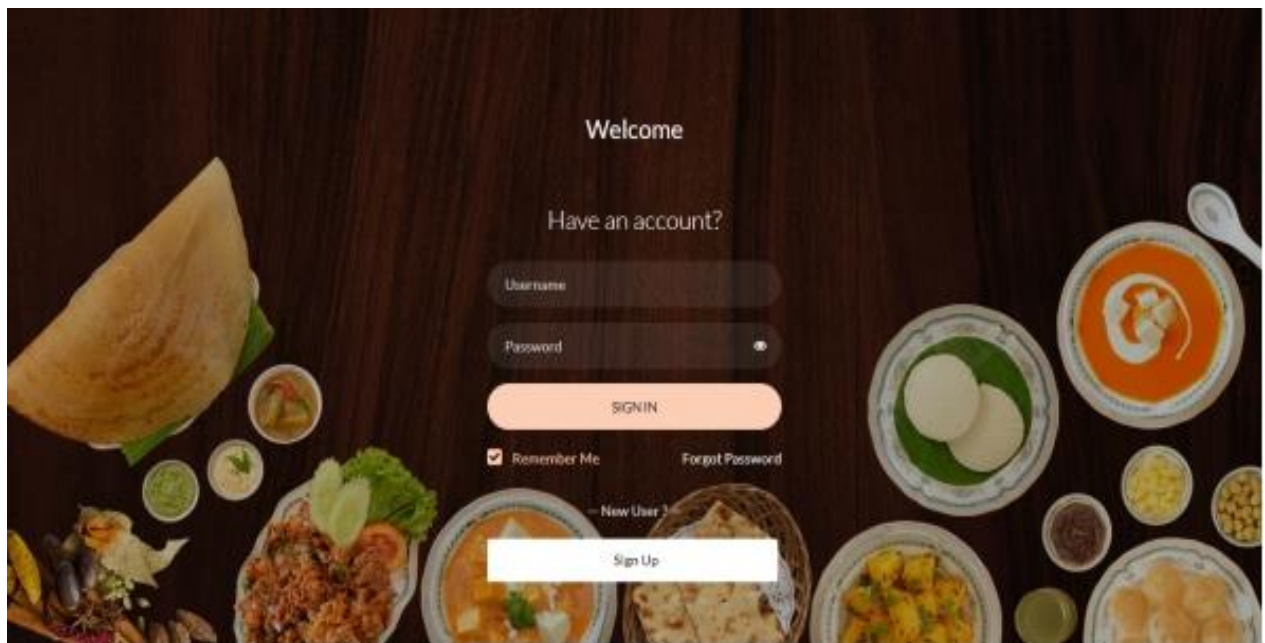 Welcome
Have an account?
Username
Password
SIGN IN
Remember Me
Forgot Password
— New User ? —
Sign Up